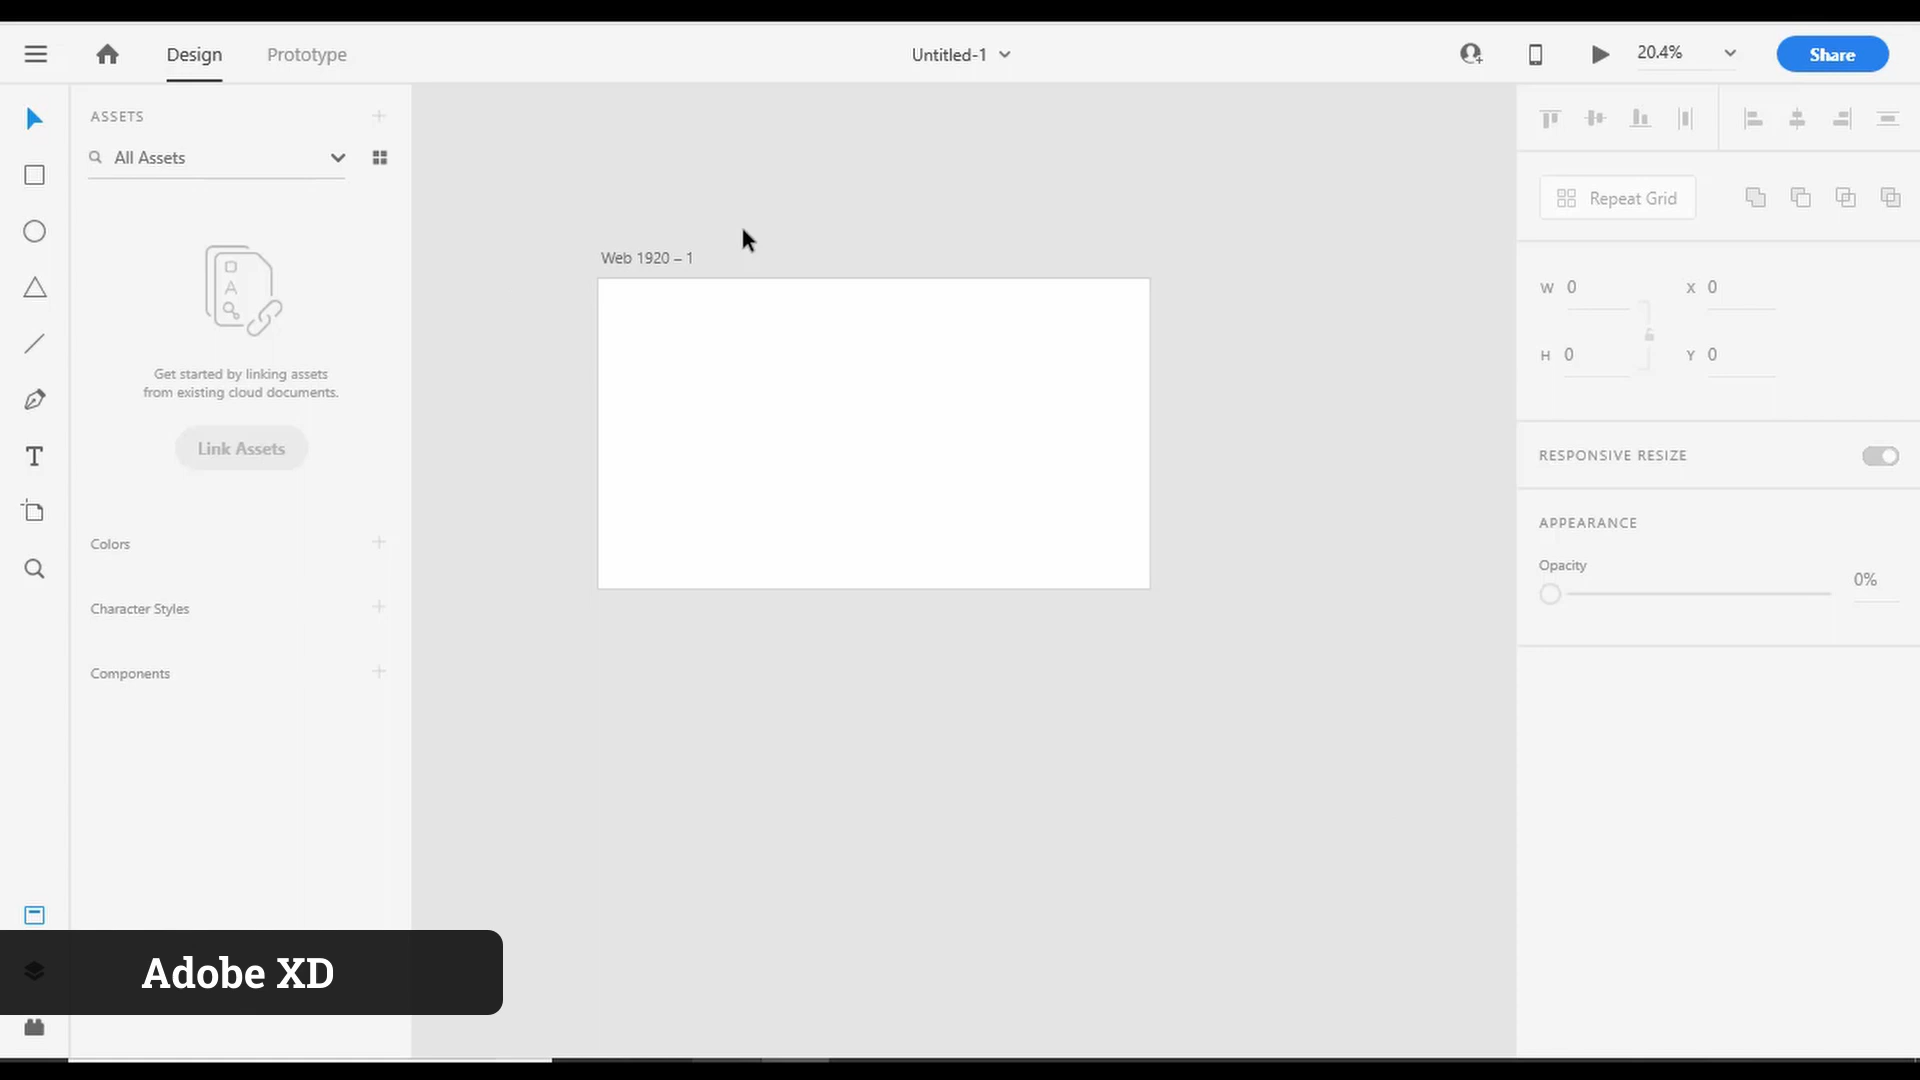 Design
Prototype
Untitled-1
20.4%
Share
ASSETS
All Assets
D
A
Get started by linking assets
from existing cloud documents.
Link Assets
Colors
Character Styles
Components
Web 1920 – 1
Repeat Grid
W 0
X 0
H 0
Y 0
RESPONSIVE RESIZE
APPEARANCE
Opacity
0%
T
Adobe XD